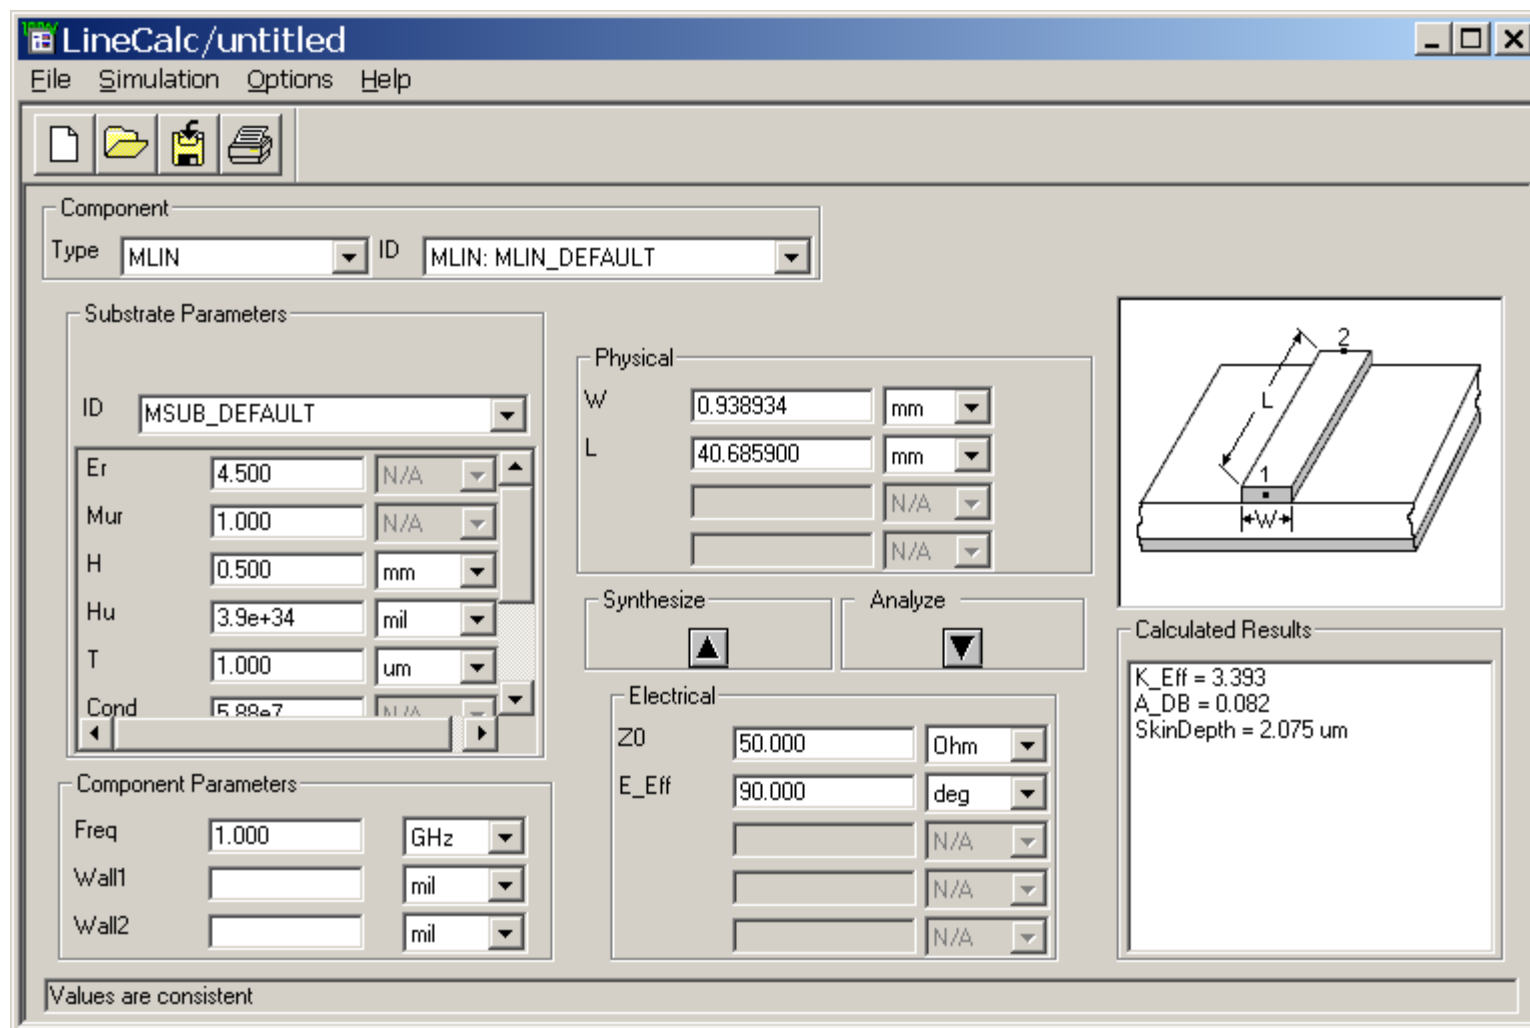 LineCalc/untitled
File Simulation Options Help
Component
Type MLIN ID MLIN: MLIN_DEFAULT
Substrate Parameters
ID MSUB_DEFAULT
Er 4.500 N/A
Mur 1.000 N/A
H 0.500 mm
Hu 3.9e+34 mil
T 1.000 um
Cond 5.88e7 N/A
Component Parameters
Freq 1.000 GHz
Wall1 mil
Wall2 mil
Physical
W 0.938934 mm
L 40.685900 mm
N/A
N/A
Synthesize Analyze
Electrical
Z0 50.000 Ohm
E_Eff 90.000 deg
N/A
N/A
N/A
2
L
1
W
Calculated Results
K_Eff = 3.393
A_DB = 0.082
SkinDepth = 2.075 um
Values are consistent